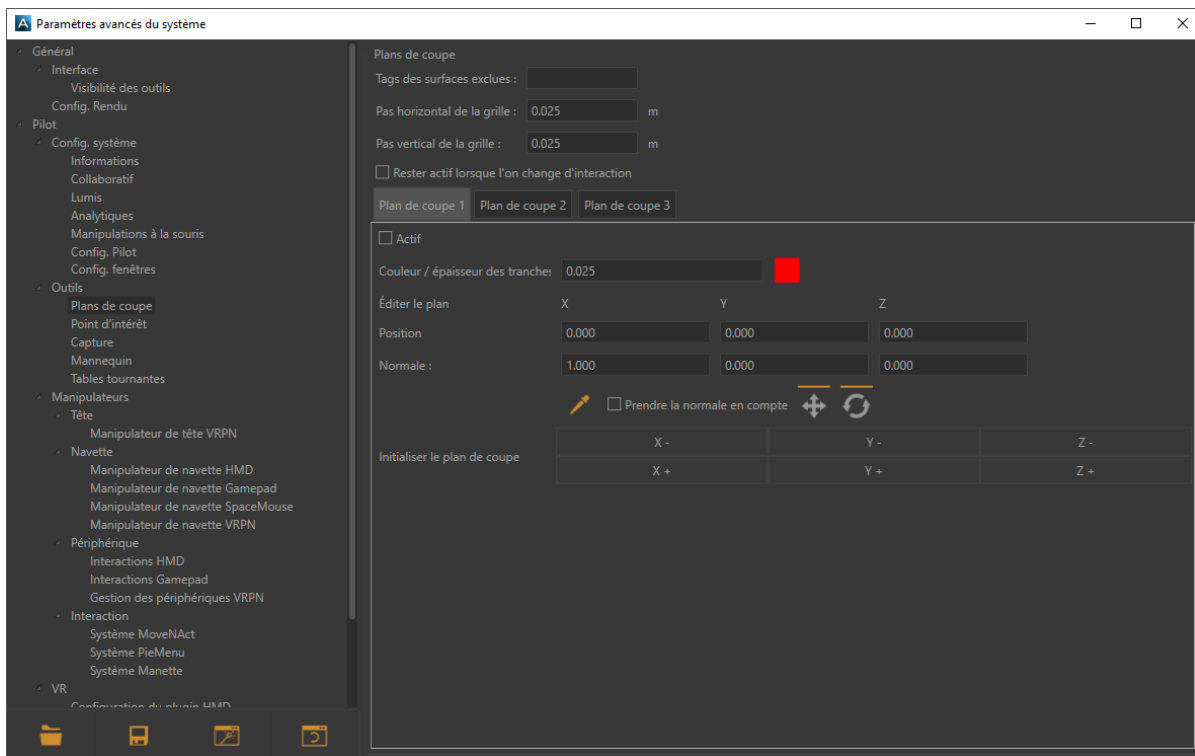 Paramètres avancés du système
Général
Interface
Visibilité des outils
Config. Rendu
Pilot
Config. système
Informations
Collaboratif
Lumis
Analytiques
Manipulations à la souris
Config. Pilot
Config. fenêtres
Outils
Plans de coupe
Point d'intérêt
Capture
Mannequin
Tables tournantes
Manipulateurs
Tête
Manipulateur de tête VRPN
Navette
Manipulateur de navette HMD
Manipulateur de navette Gamepad
Manipulateur de navette SpaceMouse
Manipulateur de navette VRPN
Périphérique
Interactions HMD
Interactions Gamepad
Gestion des périphériques VRPN
Interaction
Système MoveNAct
Système PieMenu
Système Manette
VR
Configuration du plugin HMD
Plans de coupe
Tags des surfaces exclues :
Pas horizontal de la grille : 0.025 m
Pas vertical de la grille : 0.025 m
Rester actif lorsque l'on change d'interaction
Plan de coupe 1 Plan de coupe 2 Plan de coupe 3
Actif
Couleur / épaisseur des tranches 0.025
Éditer le plan X Y Z
Position 0.000 0.000 0.000
Normale : 1.000 0.000 0.000
Prendre la normale en compte
Initialiser le plan de coupe
X - Y - Z -
X + Y + Z +